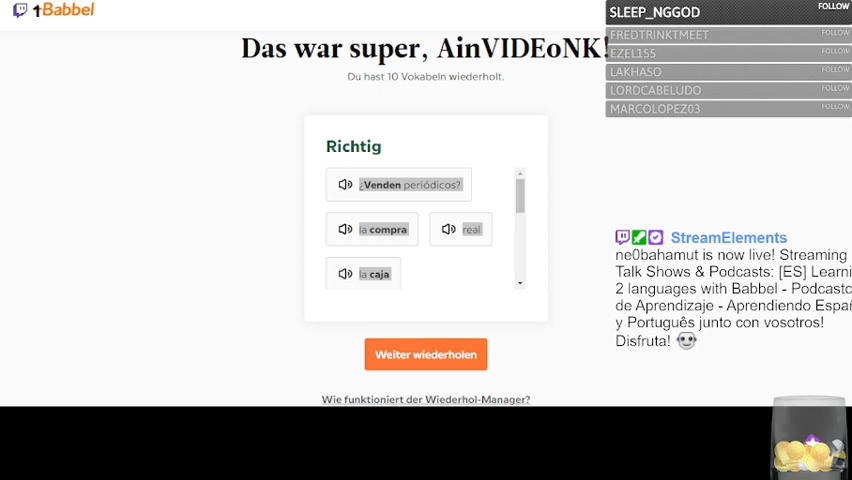 Babbel
Das war super, AinVIDEoNK!
Du hast 10 Vokabeln wiederholt.
Richtig
¿Venden periódicos?
la compra
real
la caja
Weiter wiederholen
Wie funktioniert der Wiederhol-Manager?
SLEEP_NGGOD FOLLOW
FREDTRINKTMEET FOLLOW
EZEL155 FOLLOW
LAKHASO FOLLOW
LORDCABELUDO FOLLOW
MARCOLOPEZ03 FOLLOW
StreamElements
ne0bahamut is now live! Streaming
Talk Shows & Podcasts: [ES] Learni
2 languages with Babbel - Podcastc
de Aprendizaje - Aprendiendo Espai
y Português junto con vosotros!
Disfruta!